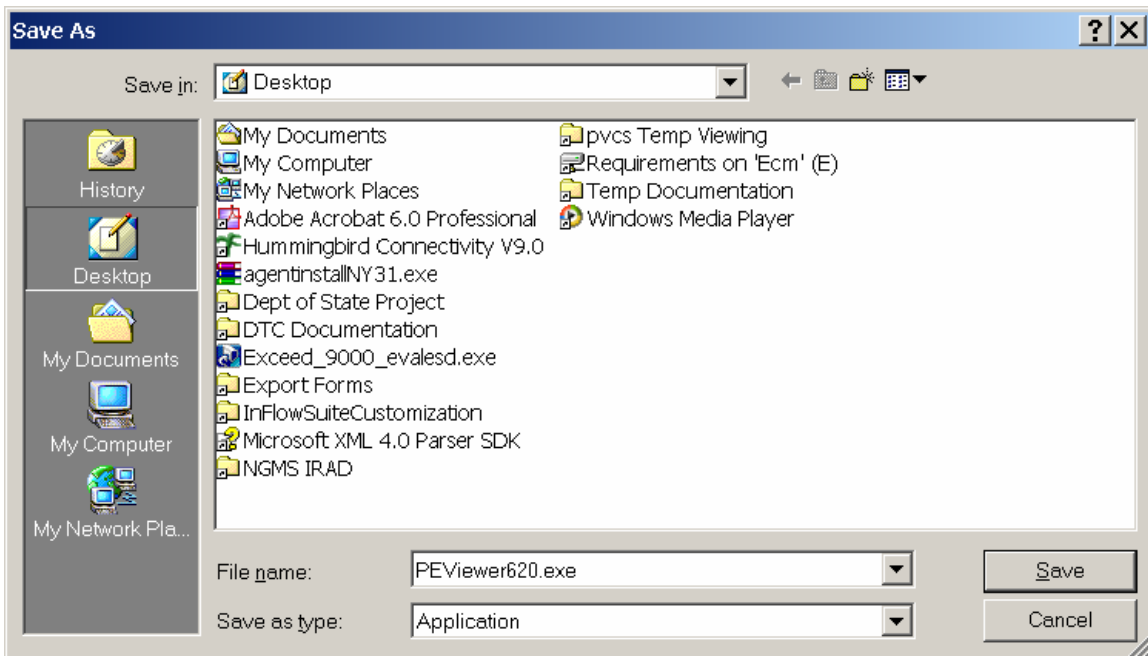 Save As
Save in: Desktop
History
Desktop
My Documents
My Computer
My Network Pla...
My Documents
My Computer
My Network Places
Adobe Acrobat 6.0 Professional
Hummingbird Connectivity V9.0
agentinstallNY31.exe
Dept of State Project
DTC Documentation
Exceed_9000_evalesd.exe
Export Forms
InFlowSuiteCustomization
Microsoft XML 4.0 Parser SDK
NGMS IRAD
pvcs Temp Viewing
Requirements on 'Ecm' (E)
Temp Documentation
Windows Media Player
File name: PEViewer620.exe
Save
Save as type: Application
Cancel